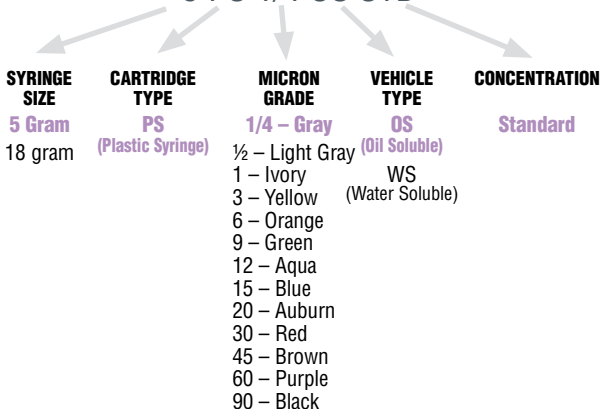 SYRINGE SIZE
5 Gram
18 gram
CARTRIDGE TYPE
PS
(Plastic Syringe)
MICRON GRADE
1/4 – Gray
½ – Light Gray
1 – Ivory
3 – Yellow
6 – Orange
9 – Green
12 – Aqua
15 – Blue
20 – Auburn
30 – Red
45 – Brown
60 – Purple
90 – Black
VEHICLE TYPE
OS
(Oil Soluble)
WS
(Water Soluble)
CONCENTRATION
Standard